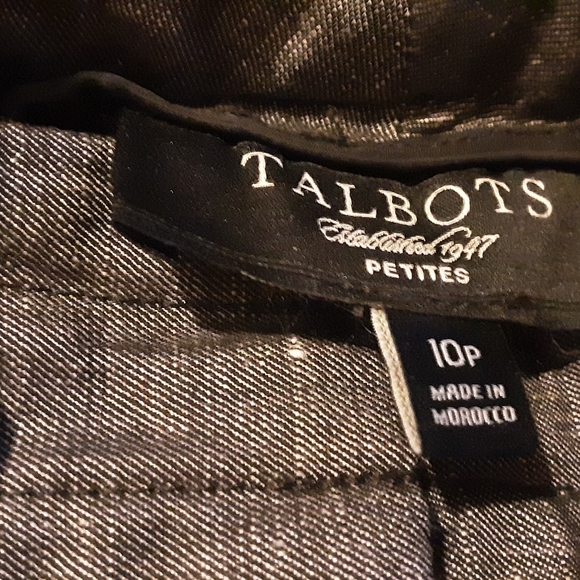 TALBOTS
Established 1947
PETITES
10P
MADE IN
MOROCCO